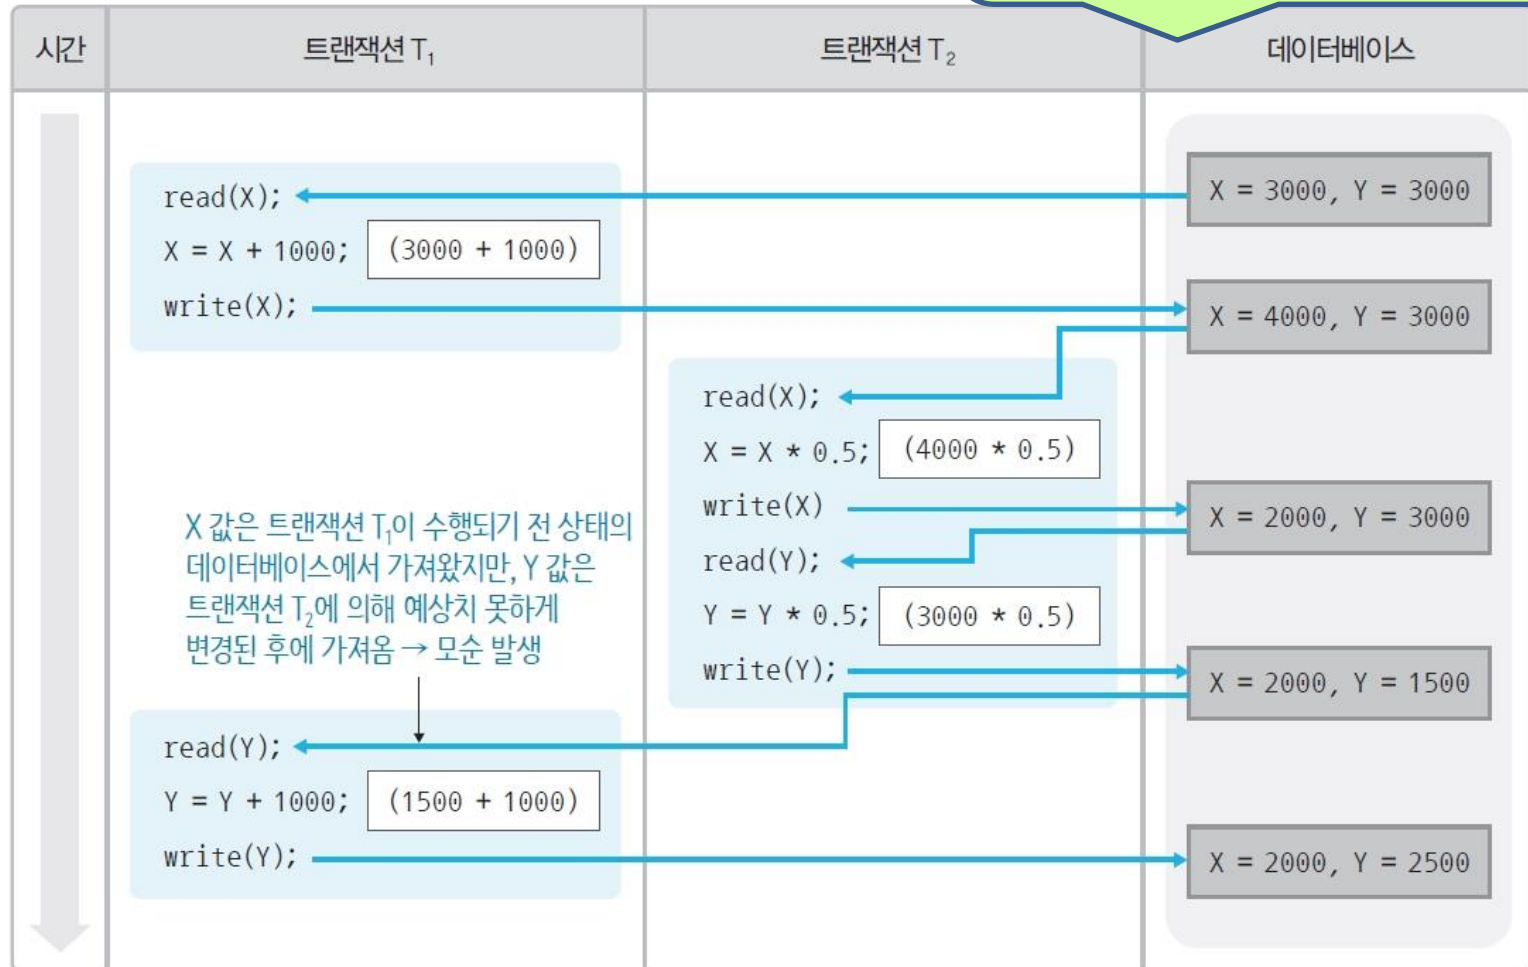 시간
트랜잭션 T₁
트랜잭션 T₂
데이터베이스
X = 3000, Y = 3000
read(X);
X = X + 1000; (3000 + 1000)
write(X);
X = 4000, Y = 3000
read(X);
X = X * 0.5; (4000 * 0.5)
write(X)
X = 2000, Y = 3000
read(Y);
Y = Y * 0.5; (3000 * 0.5)
write(Y);
X = 2000, Y = 1500
X 값은 트랜잭션 T₁이 수행되기 전 상태의
데이터베이스에서 가져왔지만, Y 값은
트랜잭션 T₂에 의해 예상치 못하게
변경된 후에 가져옴 → 모순 발생
read(Y);
Y = Y + 1000; (1500 + 1000)
write(Y);
X = 2000, Y = 2500